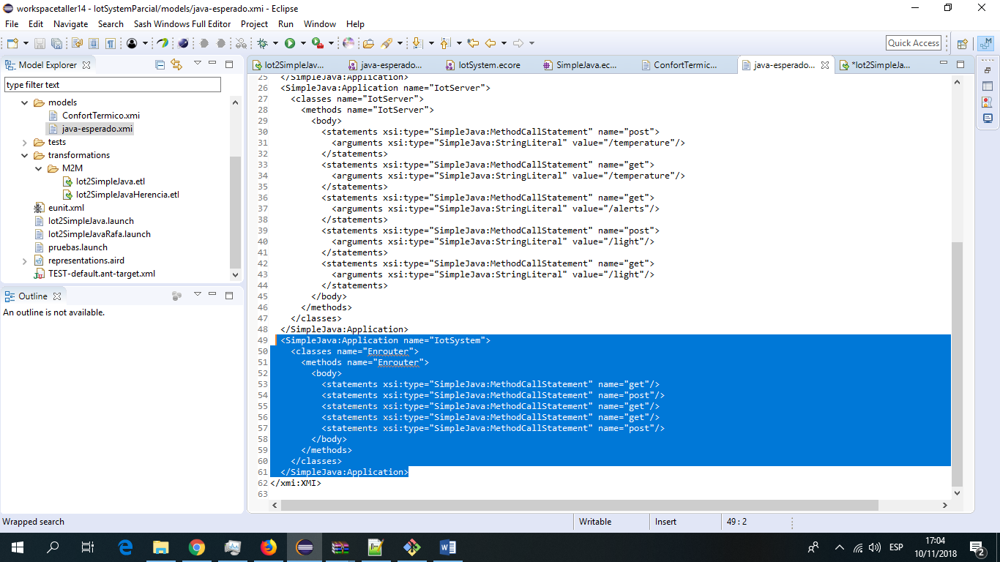 workspacetaller14 - IotSystemParcial/models/java-esperado.xmi - Eclipse
File Edit Navigate Search Sash Windows Full Editor Project Run Window Help
Quick Access
Model Explorer
type filter text
models
ConfortTermico.xmi
java-esperado.xmi
tests
transformations
M2M
Iot2SimpleJava.etl
Iot2SimpleJavaHerencia.etl
eunit.xml
Iot2SimpleJava.launch
Iot2SimpleJavaRafa.launch
pruebas.launch
representations.aird
TEST-default.ant-target.xml
Outline
An outline is not available.
Iot2SimpleJav... java-esperado... IotSystem.ecore SimpleJava.ec... ConfortTermic... java-esperado... *Iot2SimpleJa...
25 </SimpleJava:Application>
26 <SimpleJava:Application name="IotServer">
27 <classes name="IotServer">
28 <methods name="IotServer">
29 <body>
30 <statements xsi:type="SimpleJava:MethodCallStatement" name="post">
31 <arguments xsi:type="SimpleJava:StringLiteral" value="/temperature"/>
32 </statements>
33 <statements xsi:type="SimpleJava:MethodCallStatement" name="get">
34 <arguments xsi:type="SimpleJava:StringLiteral" value="/temperature"/>
35 </statements>
36 <statements xsi:type="SimpleJava:MethodCallStatement" name="get">
37 <arguments xsi:type="SimpleJava:StringLiteral" value="/alerts"/>
38 </statements>
39 <statements xsi:type="SimpleJava:MethodCallStatement" name="post">
40 <arguments xsi:type="SimpleJava:StringLiteral" value="/light"/>
41 </statements>
42 <statements xsi:type="SimpleJava:MethodCallStatement" name="get">
43 <arguments xsi:type="SimpleJava:StringLiteral" value="/light"/>
44 </statements>
45 </body>
46 </methods>
47 </classes>
48 </SimpleJava:Application>
49 <SimpleJava:Application name="IotSystem">
50 <classes name="Enrouter">
51 <methods name="Enrouter">
52 <body>
53 <statements xsi:type="SimpleJava:MethodCallStatement" name="get"/>
54 <statements xsi:type="SimpleJava:MethodCallStatement" name="post"/>
55 <statements xsi:type="SimpleJava:MethodCallStatement" name="get"/>
56 <statements xsi:type="SimpleJava:MethodCallStatement" name="get"/>
57 <statements xsi:type="SimpleJava:MethodCallStatement" name="post"/>
58 </body>
59 </methods>
60 </classes>
61 </SimpleJava:Application>
62 </xmi:XMI>
63
Wrapped search Writable Insert 49 : 2
ESP
17:04
10/11/2018
2